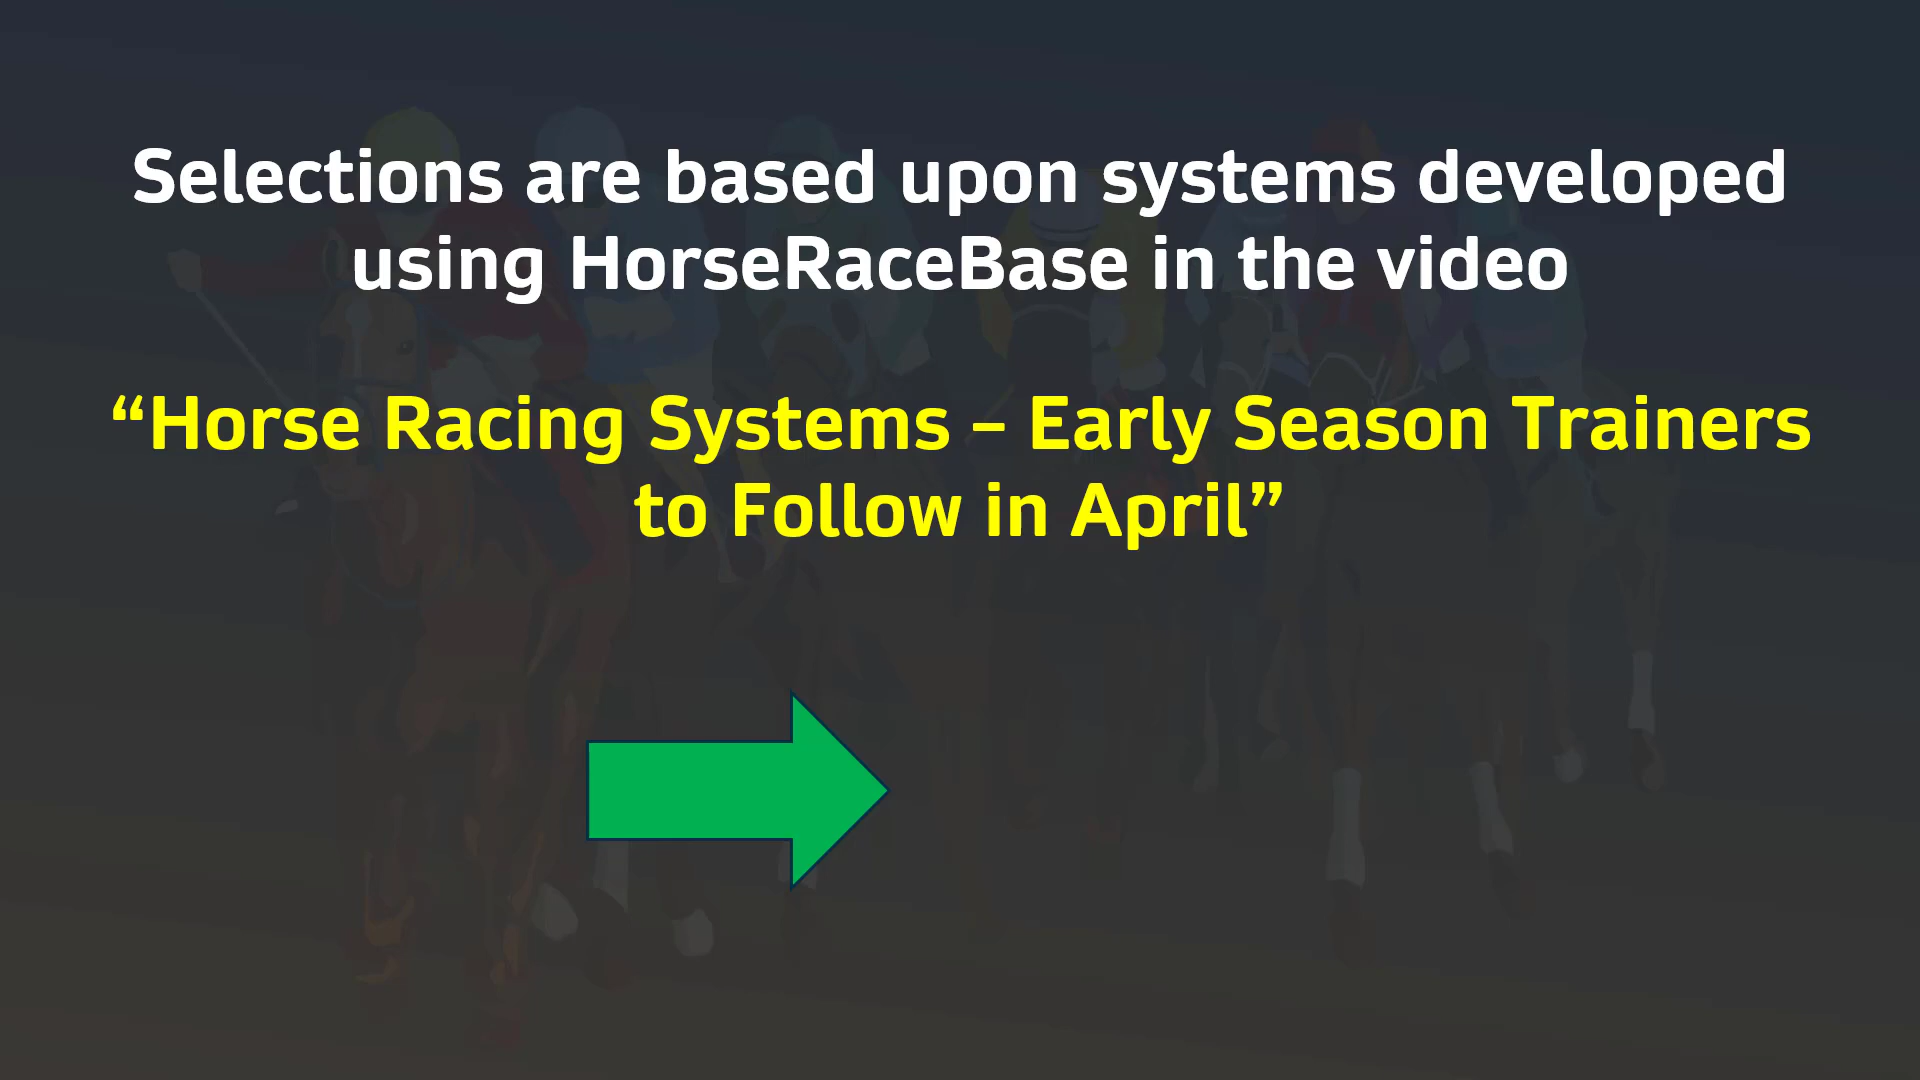 Selections are based upon systems developed
using HorseRaceBase in the video
“Horse Racing Systems – Early Season Trainers
to Follow in April”